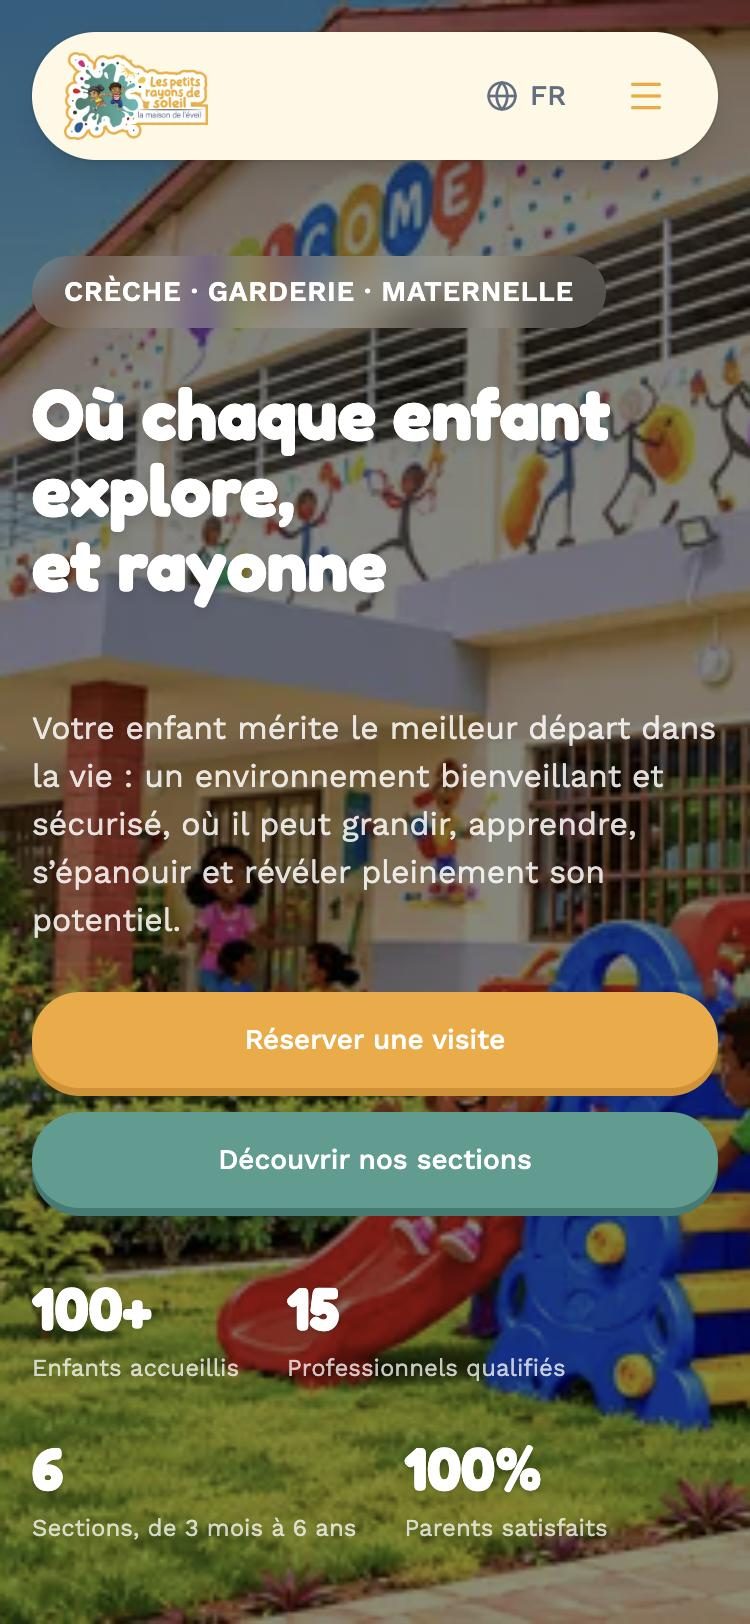 Les petits
rayons de
soleil
la maison de l'éveil
FR
COME
CRÈCHE · GARDERIE · MATERNELLE
Où chaque enfant
explore,
et rayonne
Votre enfant mérite le meilleur départ dans
la vie : un environnement bienveillant et
sécurisé, où il peut grandir, apprendre,
s’épanouir et révéler pleinement son
potentiel.
Réserver une visite
Découvrir nos sections
100+ 15
Enfants accueillis Professionnels qualifiés
6 100%
Sections, de 3 mois à 6 ans Parents satisfaits